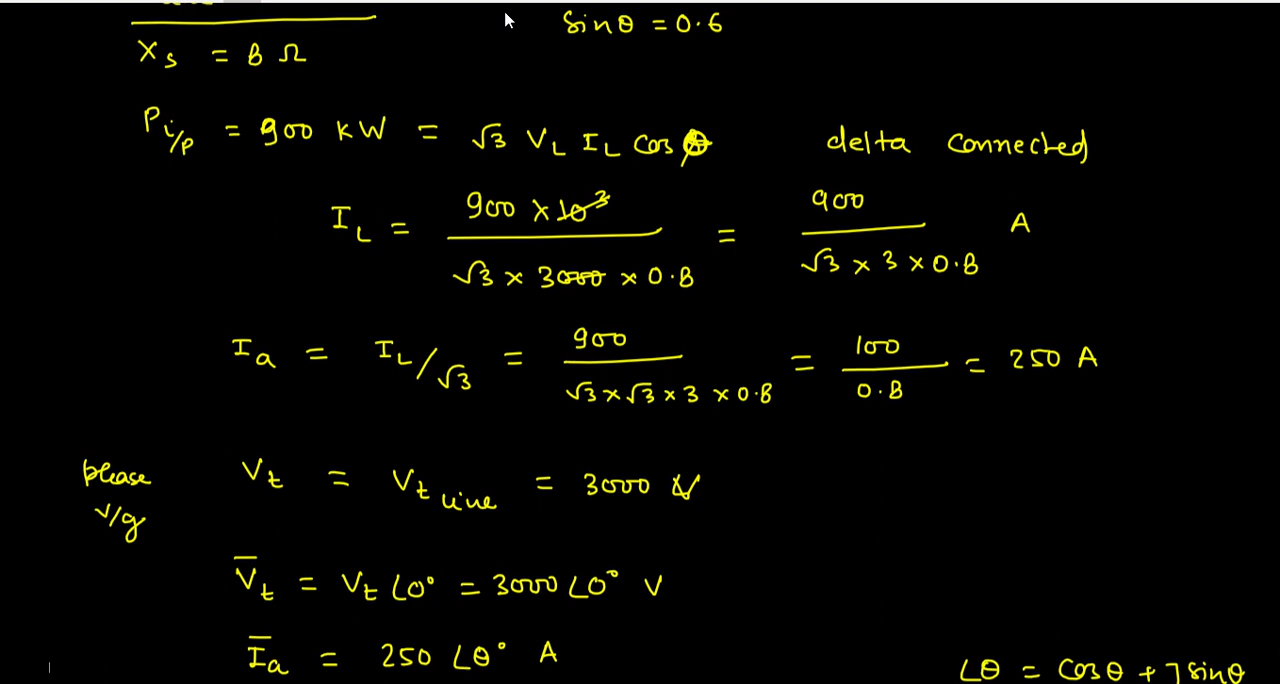 sinθ = 0.6
Xs = 8 Ω
Pi/p = 900 kW = √3 VL IL cosθ delta connected
IL = 900 × 10³ / √3 × 3000 × 0.8 = 900 / √3 × 3 × 0.8 A
Ia = IL/√3 = 900 / √3 × √3 × 3 × 0.8 = 100 / 0.8 = 250 A
phase
v/g
Vt = Vt line = 3000 V
V̄t = Vt ∠0° = 3000 ∠0° V
Īa = 250 ∠θ° A
∠θ = cosθ + J sinθ